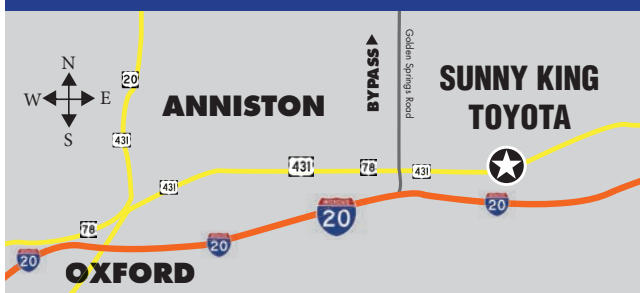 N
W E
S
20
431
ANNISTON
BYPASS
Golden Springs Road
SUNNY KING
TOYOTA
431
431
78
431
78
20
20
20
20
OXFORD